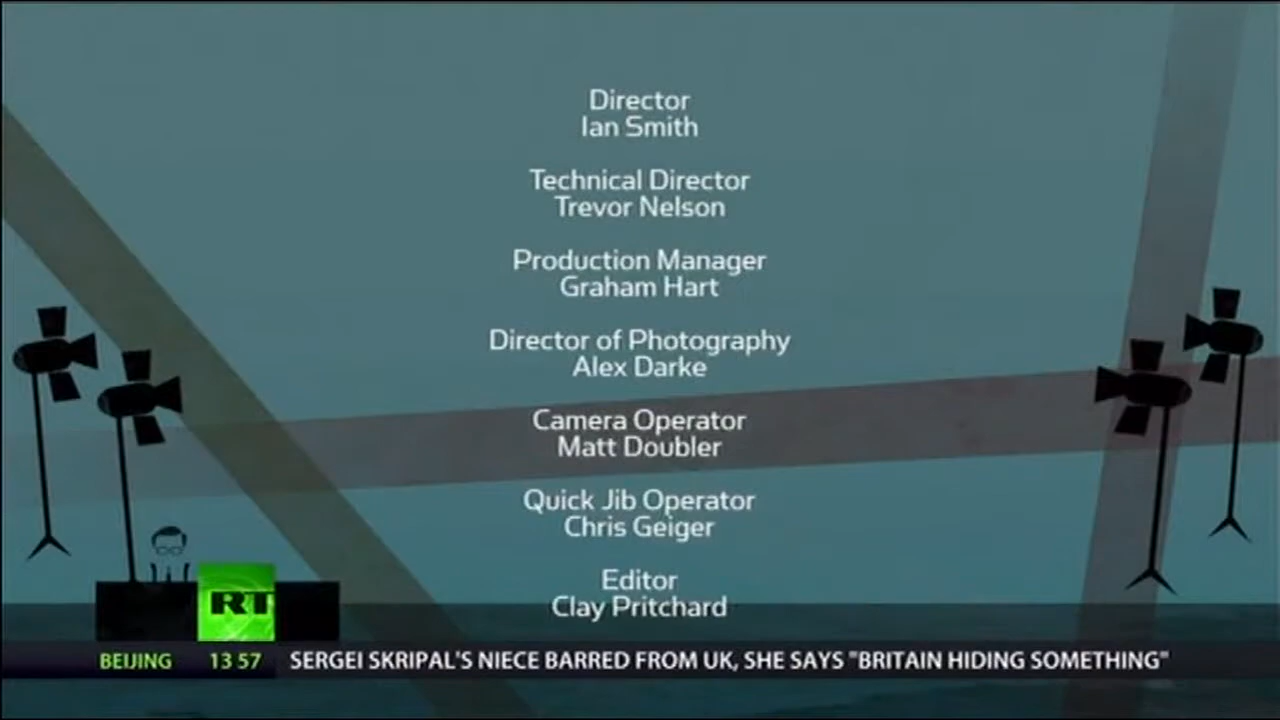 Director
Ian Smith
Technical Director
Trevor Nelson
Production Manager
Graham Hart
Director of Photography
Alex Darke
Camera Operator
Matt Doubler
Quick Jib Operator
Chris Geiger
Editor
Clay Pritchard
RT
BEIJING 13 57 SERGEI SKRIPAL'S NIECE BARRED FROM UK, SHE SAYS "BRITAIN HIDING SOMETHING"